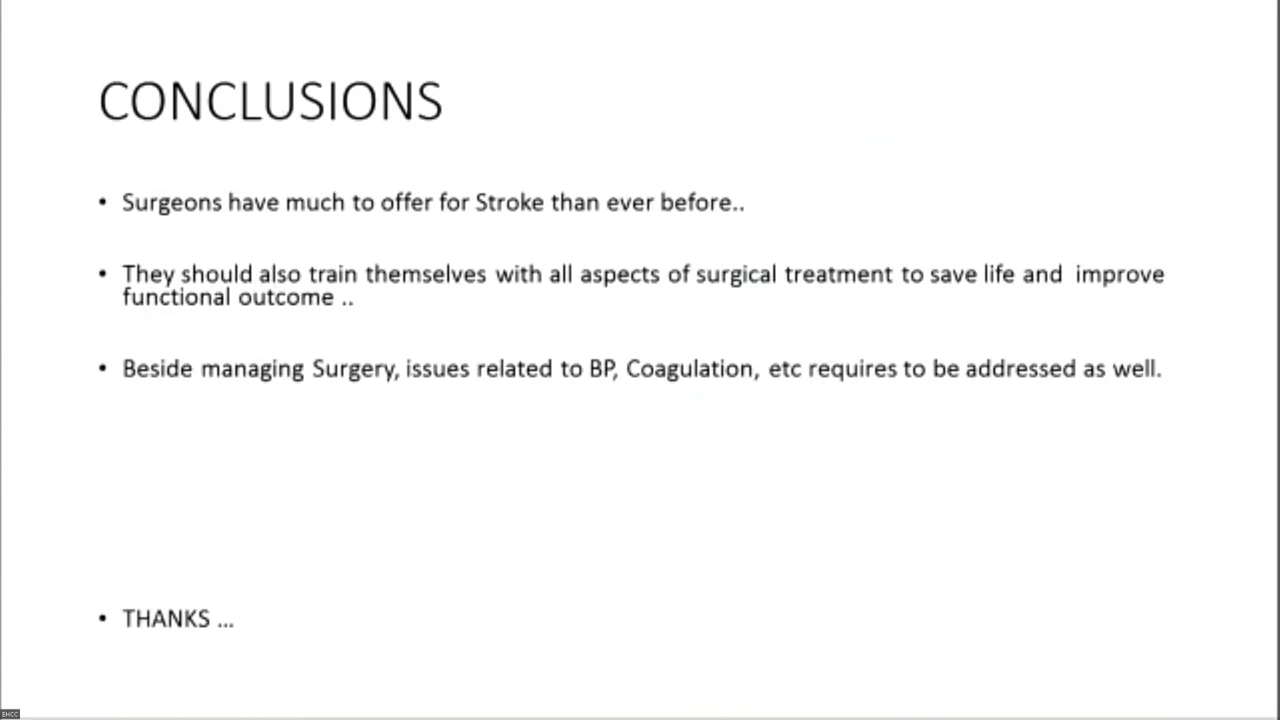 CONCLUSIONS
• Surgeons have much to offer for Stroke than ever before..
• They should also train themselves with all aspects of surgical treatment to save life and improve
functional outcome ..
• Beside managing Surgery, issues related to BP, Coagulation, etc requires to be addressed as well.
• THANKS ...
EHCC